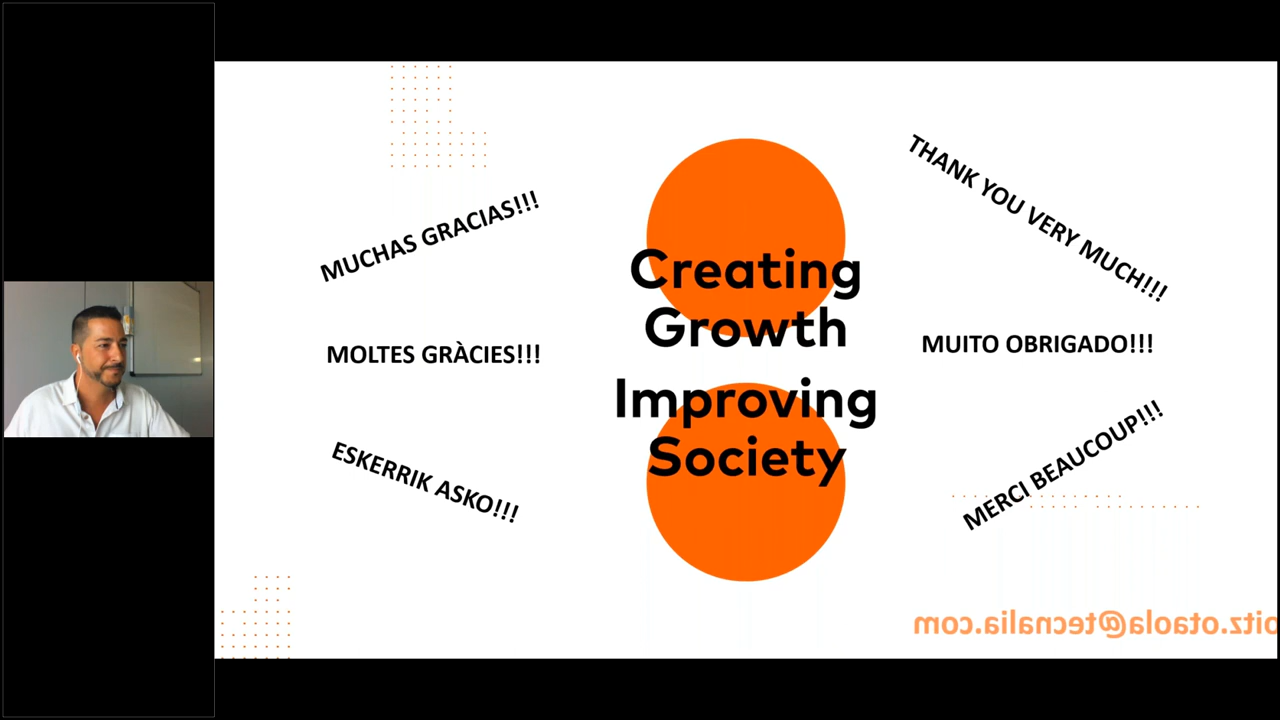 MUCHAS GRACIAS!!!
MOLTES GRÀCIES!!!
ESKERRIK ASKO!!!
Creating
Growth
Improving
Society
THANK YOU VERY MUCH!!!
MUITO OBRIGADO!!!
MERCI BEAUCOUP!!!
oitz.otaola@tecnalia.com